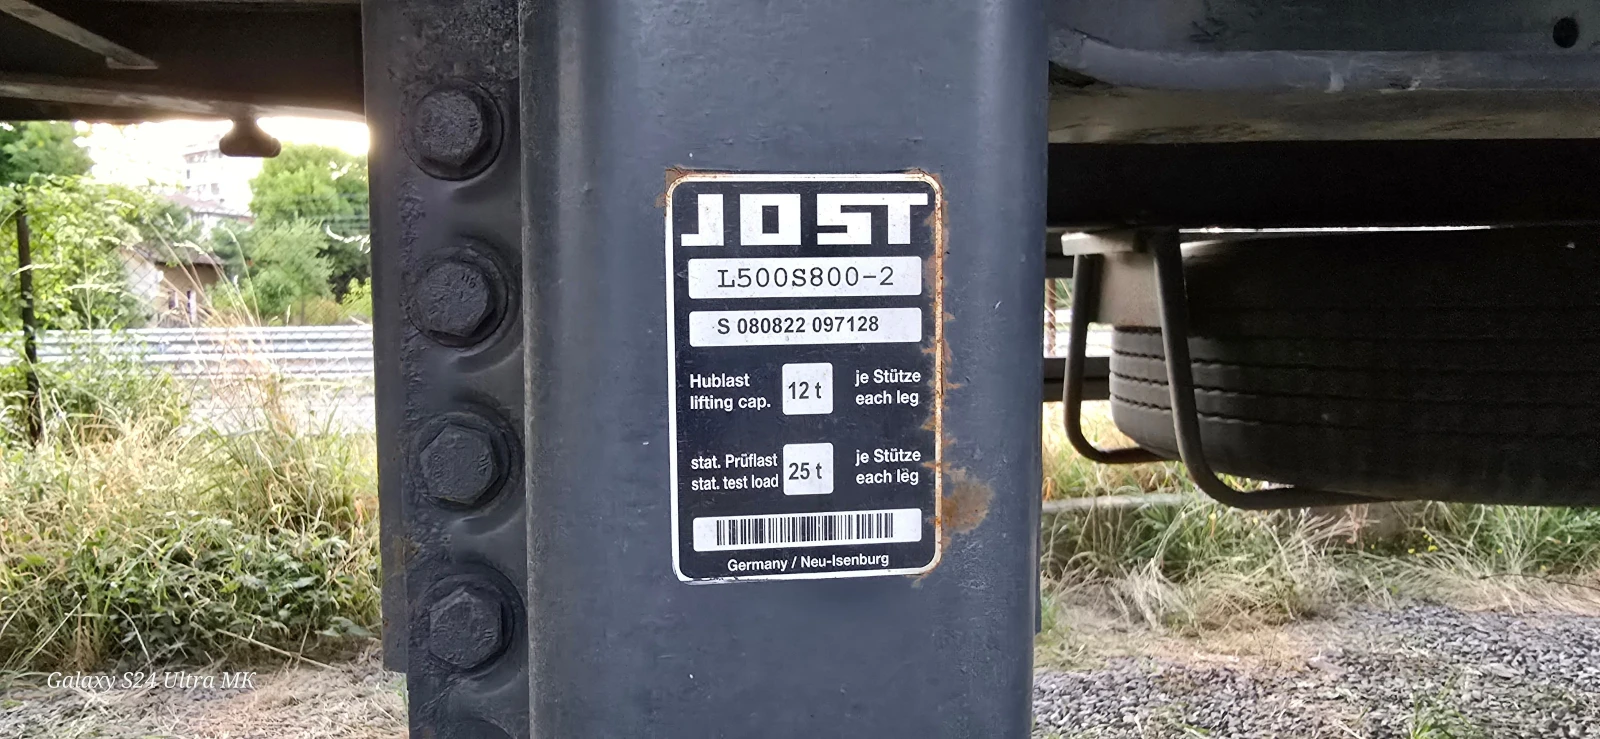 JOST
L500S800-2
S 080822 097128
Hublast
lifting cap.
12 t
je Stütze
each leg
stat. Prüflast
stat. test load
25 t
je Stütze
each leg
Germany / Neu-Isenburg
Galaxy S24 Ultra MK